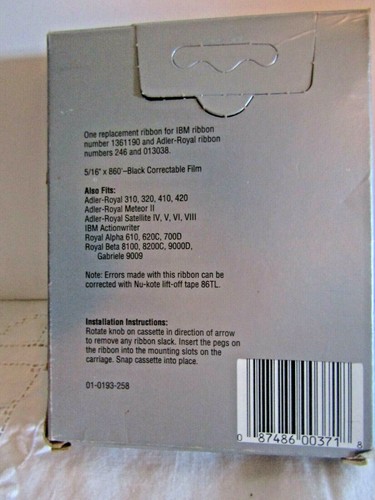 One replacement ribbon for IBM ribbon
number 1361190 and Adler-Royal ribbon
numbers 246 and 013038.
5/16" x 860'–Black Correctable Film
Also Fits:
Adler-Royal 310, 320, 410, 420
Adler-Royal Meteor II
Adler-Royal Satellite IV, V, VI, VIII
IBM Actionwriter
Royal Alpha 610, 620C, 700D
Royal Beta 8100, 8200C, 9000D,
Gabriele 9009
Note: Errors made with this ribbon can be
corrected with Nu-kote lift-off tape 86TL.
Installation Instructions:
Rotate knob on cassette in direction of arrow
to remove any ribbon slack. Insert the pegs on
the ribbon into the mounting slots on the
carriage. Snap cassette into place.
01-0193-258
0 87486 00371 8